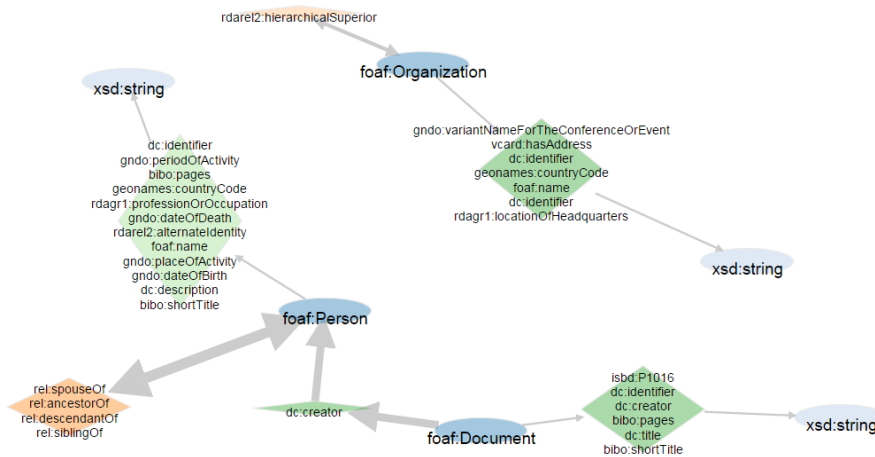 rdarel2:hierarchicalSuperior
foaf:Organization
xsd:string
gndo:variantNameForTheConferenceOrEvent
vcard:hasAddress
dc:identifier
geonames:countryCode
foaf:name
dc:identifier
rdagr1:locationOfHeadquarters
dc:identifier
gndo:periodOfActivity
bibo:pages
geonames:countryCode
rdagr1:professionOrOccupation
gndo:dateOfDeath
rdarel2:alternateIdentity
foaf:name
gndo:placeOfActivity
gndo:dateOfBirth
dc:description
bibo:shortTitle
xsd:string
foaf:Person
rel:spouseOf
rel:ancestorOf
rel:descendantOf
rel:siblingOf
dc:creator
foaf:Document
isbd:P1016
dc:identifier
dc:creator
bibo:pages
dc:title
bibo:shortTitle
xsd:string